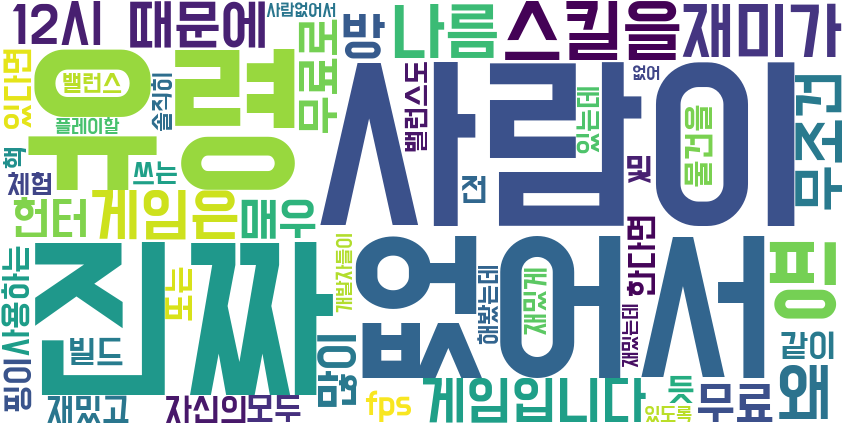 12시 때문에 사람없어서 방 나름 스킬을 재미가
있다면 유령 밸런스 솔직히 무료로 밸런스도 없어
플레이할 사람이 있는데 물건을 무조건
핵 체험 쓰는 전 및
헌터 게임은 매우
사용하는 진짜 또는 개발자들이 없어서 해봤는데 재밌게 한다면 핑
핑이 빌드 많이 재밌는데 같이
재밌고 자신의 모두 fps 게임입니다 듯 있도록 무료 왜